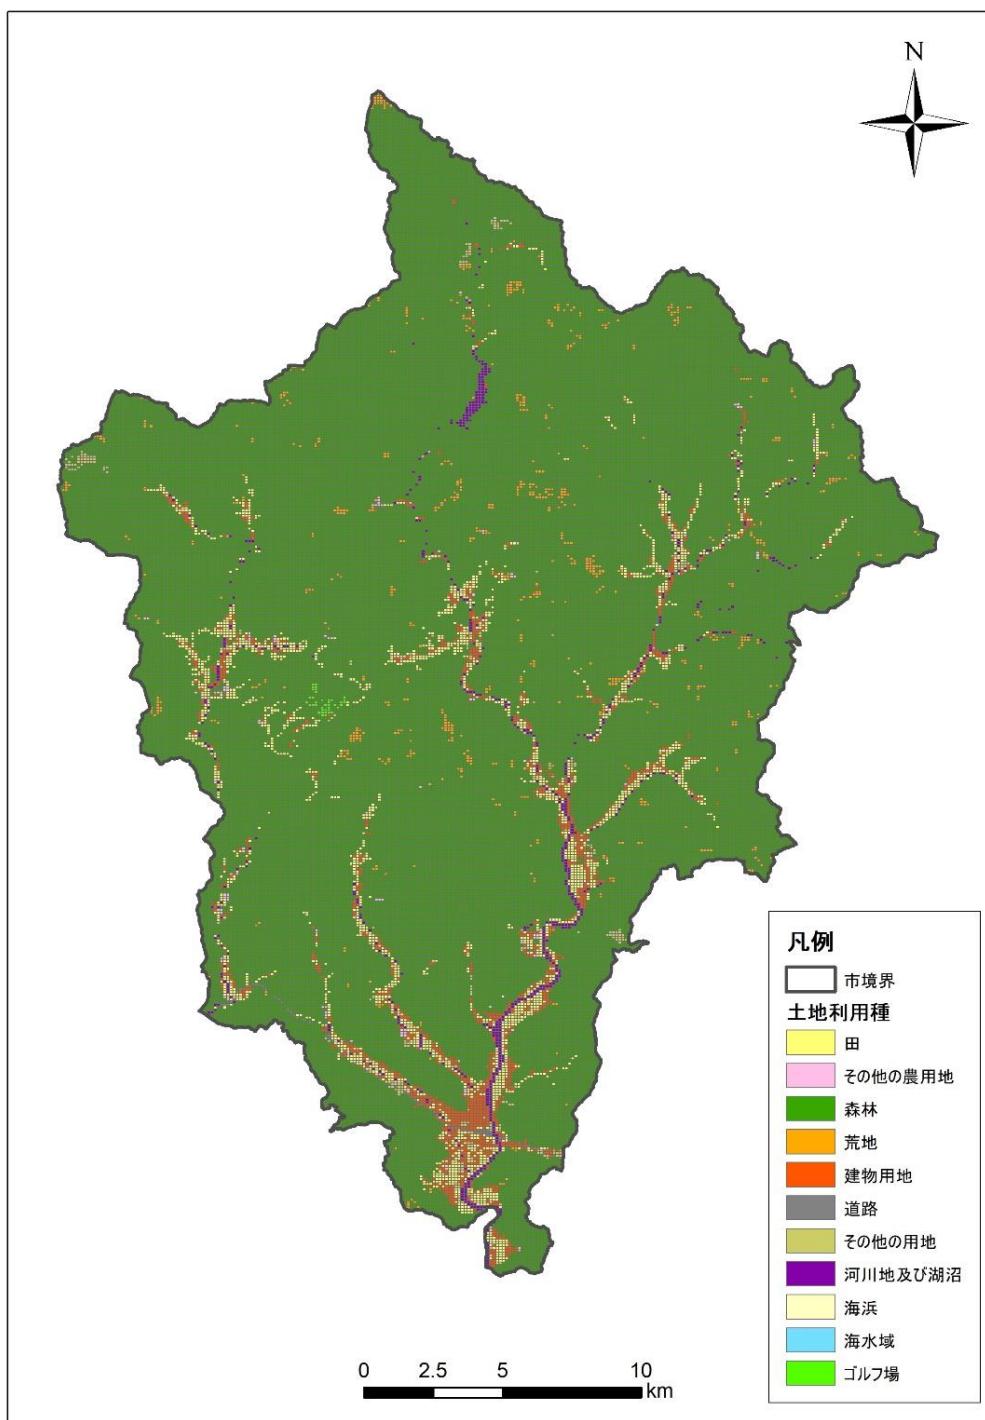 N
凡例
市境界
土地利用種
田
その他の農用地
森林
荒地
建物用地
道路
その他の用地
河川地及び湖沼
海浜
海水域
ゴルフ場
0 2.5 5 10
km